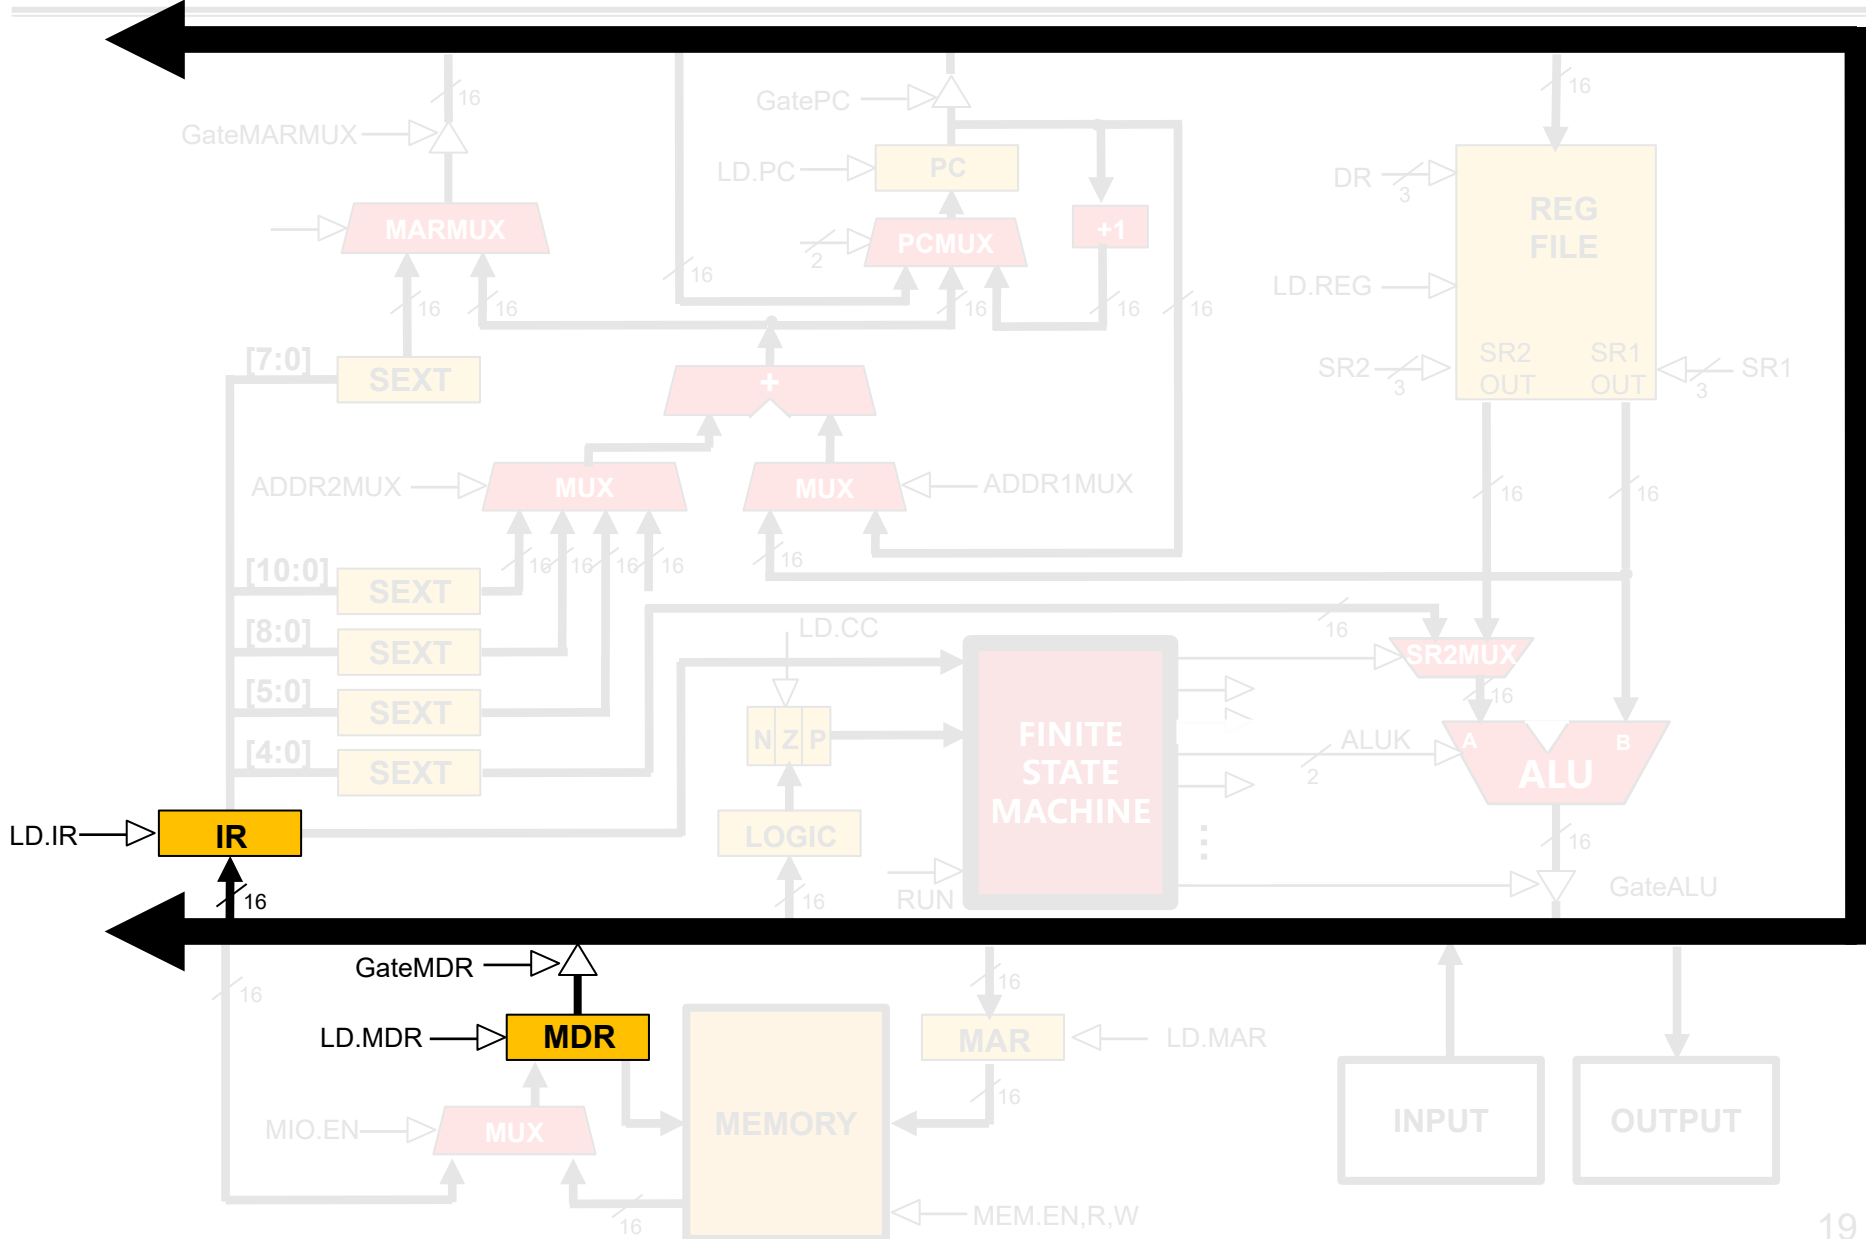 16
16
GatePC
16
GateMARMUX
LD.PC
PC
DR
3
REG
FILE
MARMUX
2
PCMUX
+1
16
LD.REG
16
16
16
16
16
[7:0]
SEXT
+
SR2
OUT
SR1
OUT
SR2
3
3
SR1
ADDR2MUX
MUX
MUX
ADDR1MUX
16
16
[10:0]
SEXT
16
16
16
16
16
[8:0]
SEXT
LD.CC
16
SR2MUX
[5:0]
SEXT
16
N Z P
FINITE
STATE
MACHINE
ALUK
2
A
B
ALU
[4:0]
SEXT
LD.IR
IR
LOGIC
⋮
16
16
16
RUN
GateALU
GateMDR
16
16
LD.MDR
MDR
MAR
LD.MAR
16
MIO.EN
MUX
MEMORY
INPUT
OUTPUT
16
MEM.EN,R,W
19